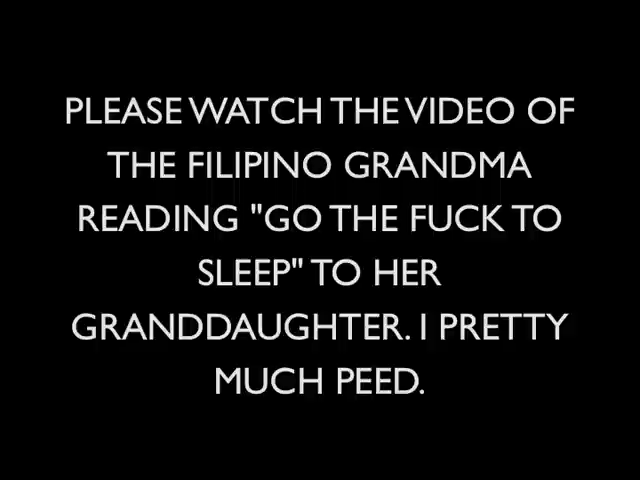 PLEASE WATCH THE VIDEO OF
THE FILIPINO GRANDMA
READING "GO THE FUCK TO
SLEEP" TO HER
GRANDDAUGHTER. I PRETTY
MUCH PEED.